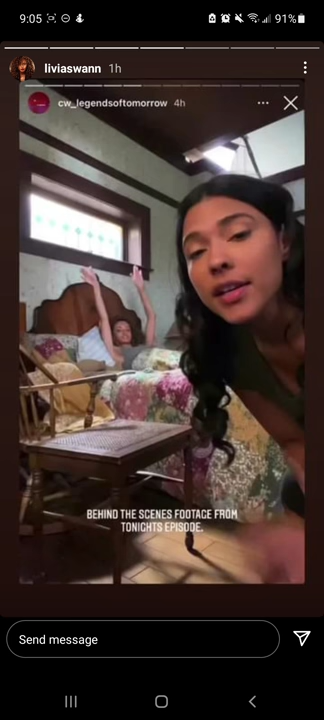 9:05 91%
liviaswann 1h
cw_legendsoftomorrow 4h
BEHIND THE SCENES FOOTAGE FROM
TONIGHTS EPISODE.
Send message